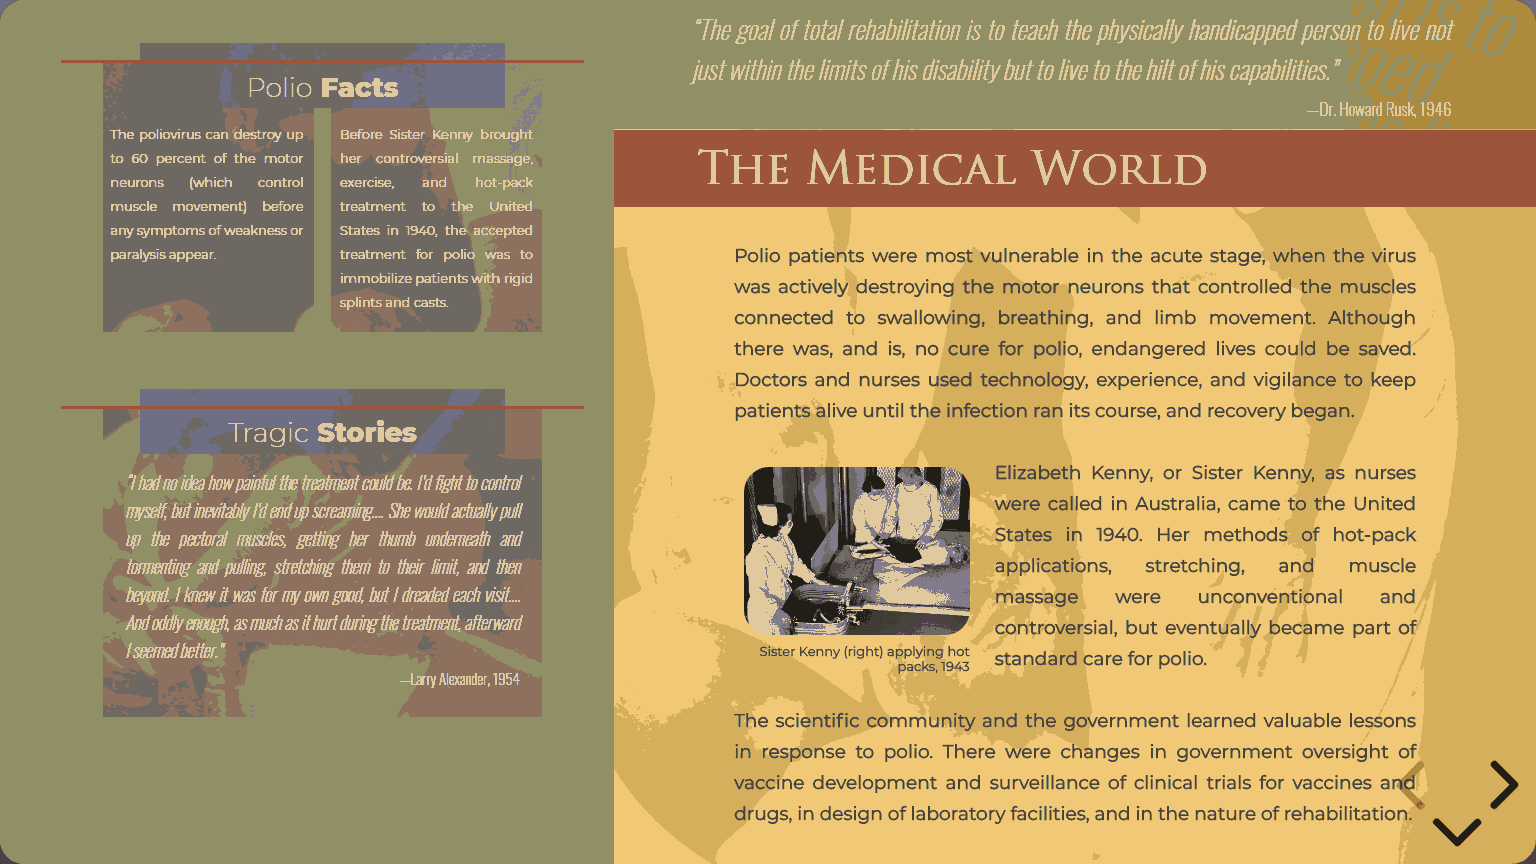 Polio Facts
The poliovirus can destroy up
to 60 percent of the motor
neurons (which control
muscle movement) before
any symptoms of weakness or
paralysis appear.
Before Sister Kenny brought
her controversial massage,
exercise, and hot-pack
treatment to the United
States in 1940, the accepted
treatment for polio was to
immobilize patients with rigid
splints and casts.
Tragic Stories
"I had no idea how painful the treatment could be. I'd fight to control
myself, but inevitably I'd end up screaming.... She would actually pull
up the pectoral muscles, getting her thumb underneath and
tormenting and pulling, stretching them to their limit, and then
beyond. I knew it was for my own good, but I dreaded each visit....
And oddly enough, as much as it hurt during the treatment, afterward
I seemed better."
—Larry Alexander, 1954
"The goal of total rehabilitation is to teach the physically handicapped person to live not
just within the limits of his disability but to live to the hilt of his capabilities."
—Dr. Howard Rusk, 1946
The Medical World
Polio patients were most vulnerable in the acute stage, when the virus
was actively destroying the motor neurons that controlled the muscles
connected to swallowing, breathing, and limb movement. Although
there was, and is, no cure for polio, endangered lives could be saved.
Doctors and nurses used technology, experience, and vigilance to keep
patients alive until the infection ran its course, and recovery began.
Elizabeth Kenny, or Sister Kenny, as nurses
were called in Australia, came to the United
States in 1940. Her methods of hot-pack
applications, stretching, and muscle
massage were unconventional and
controversial, but eventually became part of
standard care for polio.
Sister Kenny (right) applying hot
packs, 1943
The scientific community and the government learned valuable lessons
in response to polio. There were changes in government oversight of
vaccine development and surveillance of clinical trials for vaccines and
drugs, in design of laboratory facilities, and in the nature of rehabilitation.